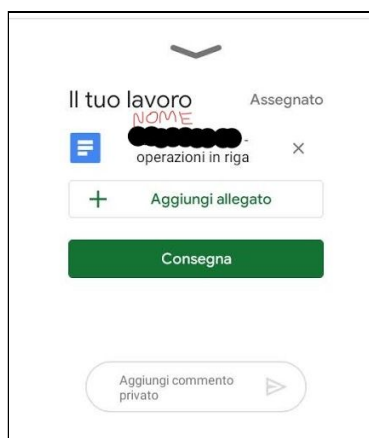 Il tuo lavoro
Assegnato
NOME
-
operazioni in riga
Aggiungi allegato
Consegna
Aggiungi commento
privato